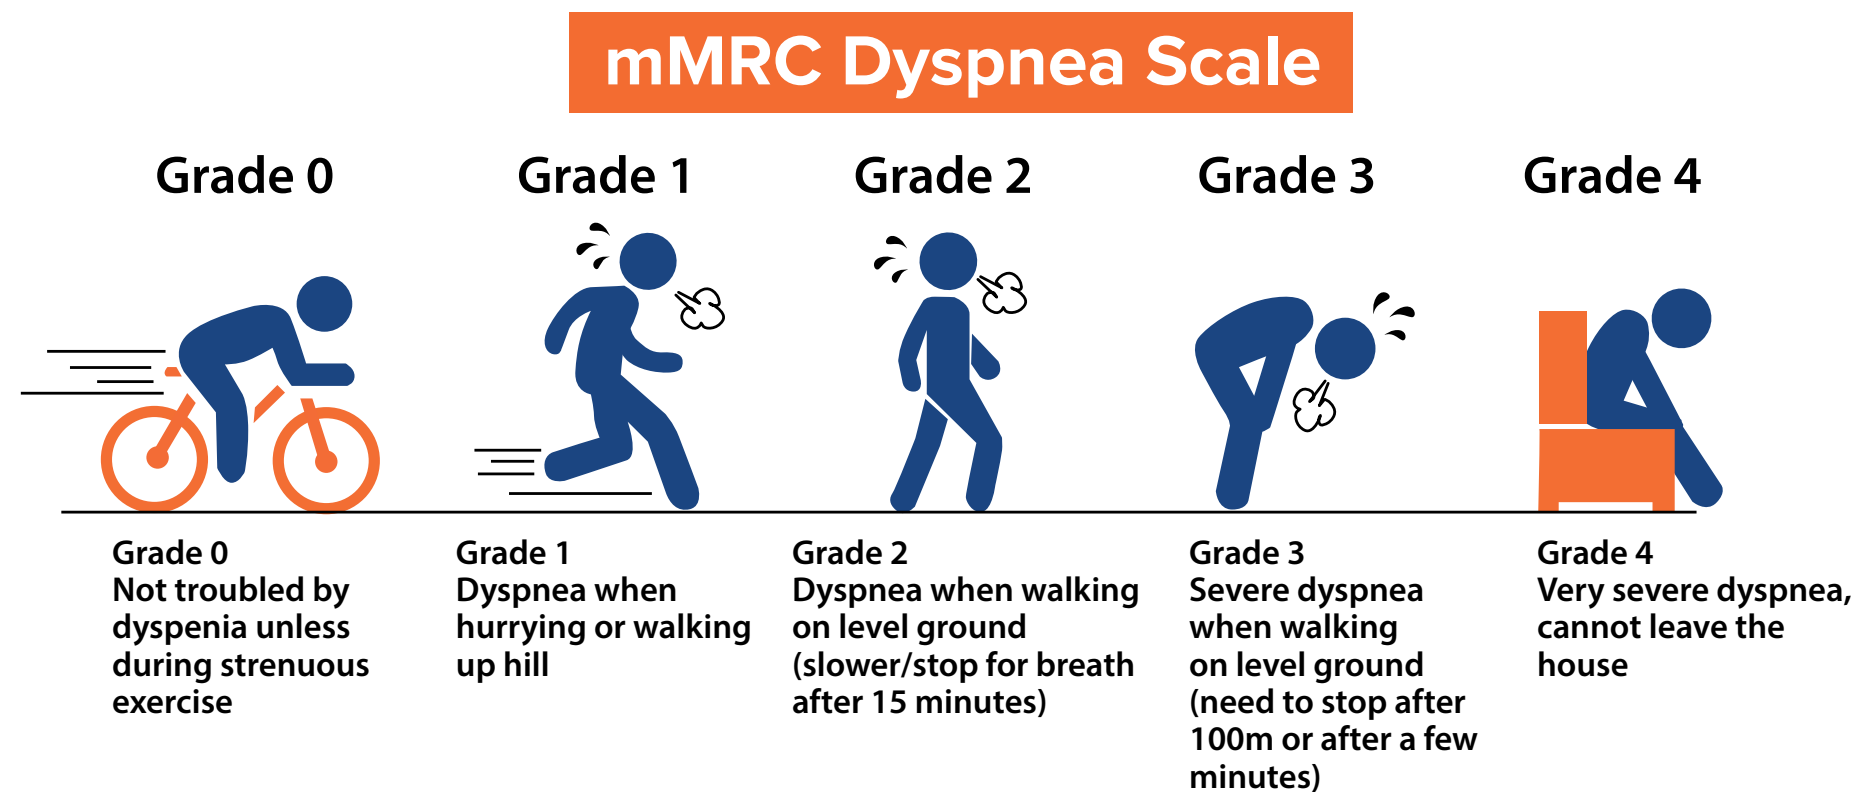 mMRC Dyspnea Scale
Grade 0
Grade 1
Grade 2
Grade 3
Grade 4
Grade 0
Not troubled by
dyspenia unless
during strenuous
exercise
Grade 1
Dyspnea when
hurrying or walking
up hill
Grade 2
Dyspnea when walking
on level ground
(slower/stop for breath
after 15 minutes)
Grade 3
Severe dyspnea
when walking
on level ground
(need to stop after
100m or after a few
minutes)
Grade 4
Very severe dyspnea,
cannot leave the
house